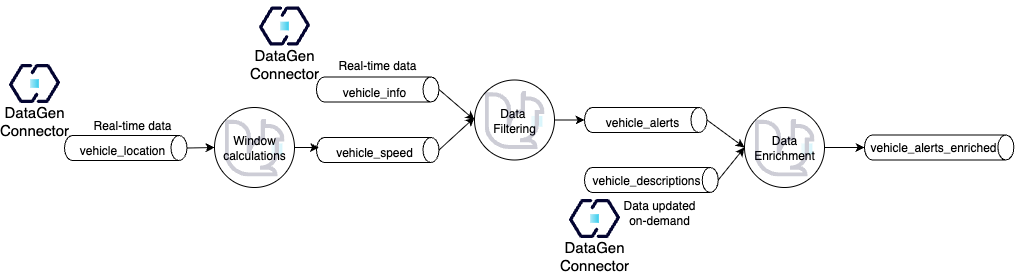 DataGen
Connector
Real-time data
vehicle_location
Window
calculations
DataGen
Connector
Real-time data
vehicle_info
vehicle_speed
Data
Filtering
vehicle_alerts
vehicle_descriptions
Data updated
on-demand
DataGen
Connector
Data
Enrichment
vehicle_alerts_enriched